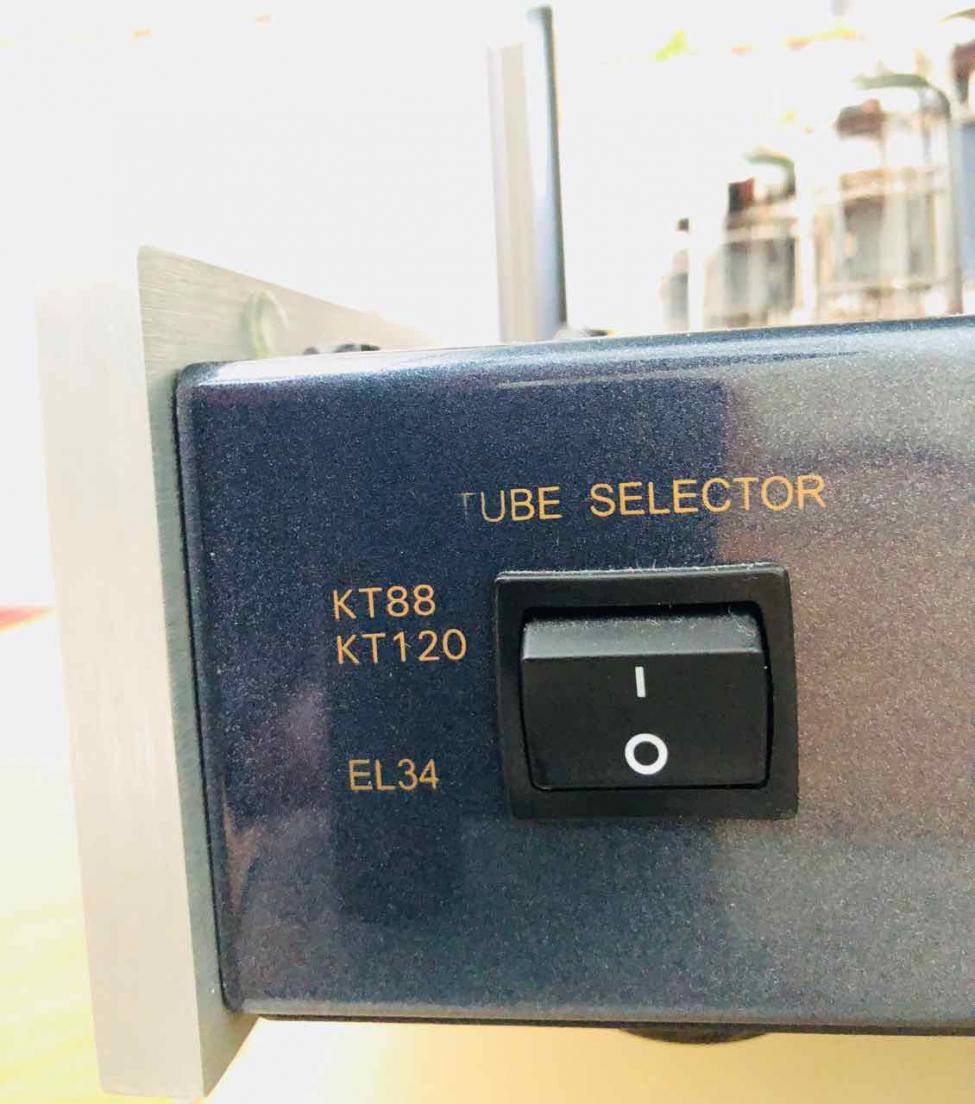 TUBE SELECTOR
KT88
KT120
EL34
I
O